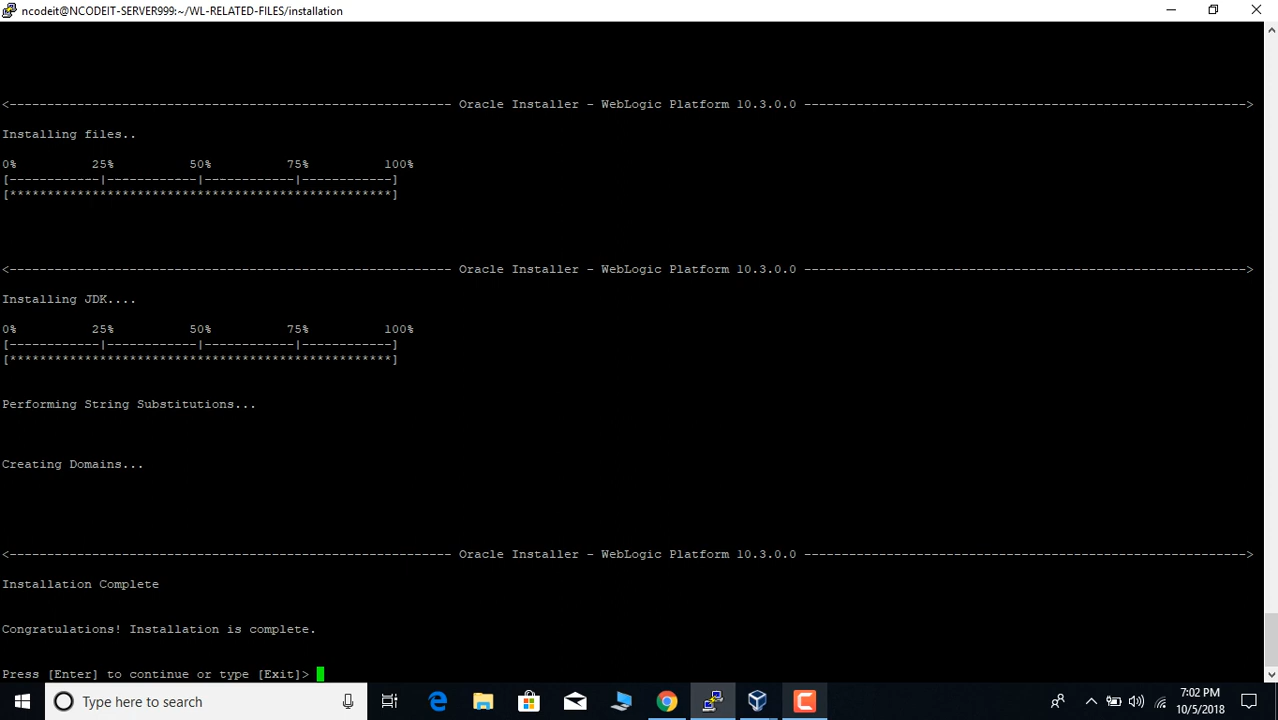 ncodeit@NCODEIT-SERVER999:~/WL-RELATED-FILES/installation
<--------------------------------------------------------- Oracle Installer - WebLogic Platform 10.3.0.0 --------------------------------------------------------->
Installing files..
0%          25%          50%          75%          100%
[------------|------------|------------|------------]
[***************************************************]
<--------------------------------------------------------- Oracle Installer - WebLogic Platform 10.3.0.0 --------------------------------------------------------->
Installing JDK....
0%          25%          50%          75%          100%
[------------|------------|------------|------------]
[***************************************************]
Performing String Substitutions...
Creating Domains...
<--------------------------------------------------------- Oracle Installer - WebLogic Platform 10.3.0.0 --------------------------------------------------------->
Installation Complete
Congratulations! Installation is complete.
Press [Enter] to continue or type [Exit]>
Type here to search
7:02 PM
10/5/2018